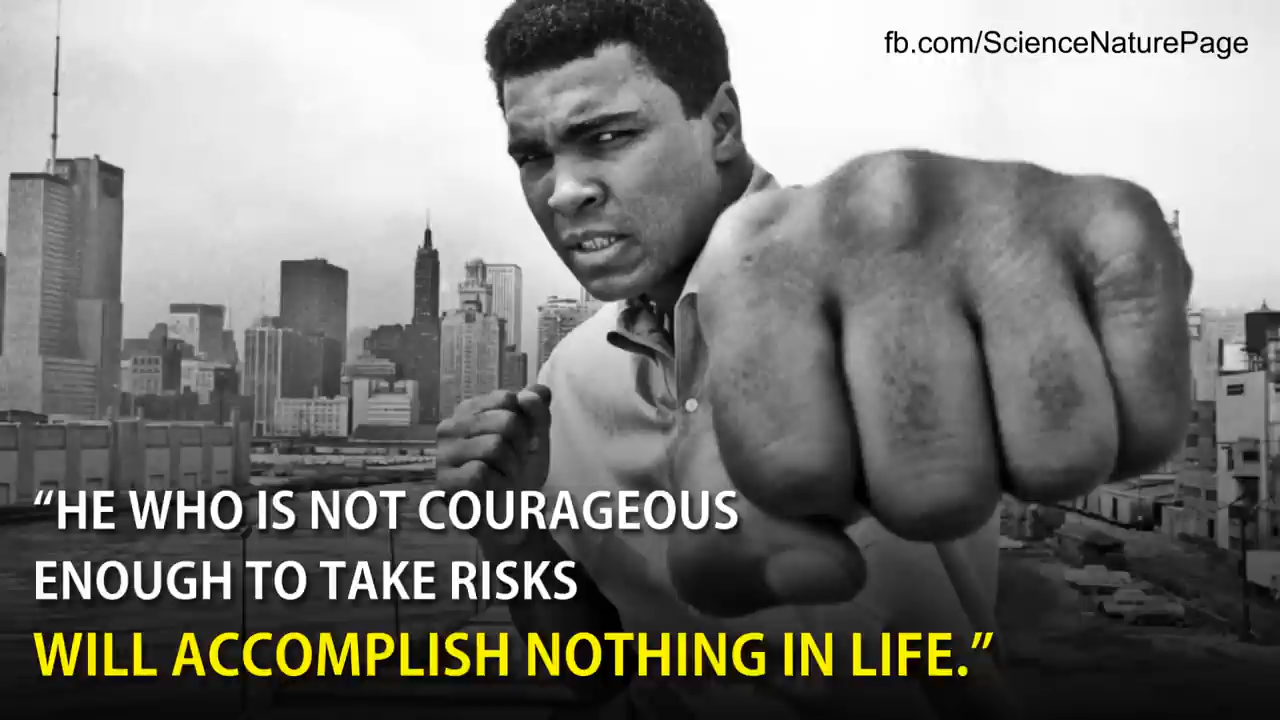 fb.com/ScienceNaturePage
“HE WHO IS NOT COURAGEOUS
ENOUGH TO TAKE RISKS
WILL ACCOMPLISH NOTHING IN LIFE.”